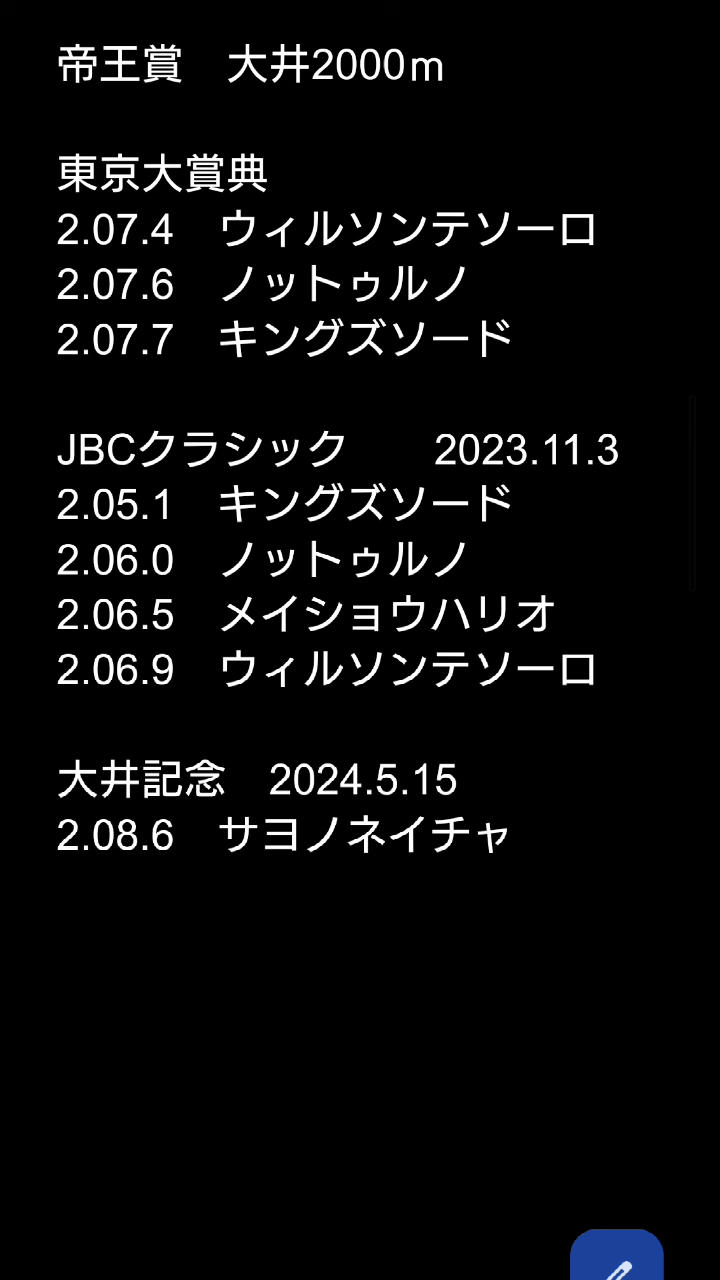 帝王賞　大井2000ｍ
東京大賞典
2.07.4　ウィルソンテソーロ
2.07.6　ノットゥルノ
2.07.7　キングズソード
JBCクラシック　　2023.11.3
2.05.1　キングズソード
2.06.0　ノットゥルノ
2.06.5　メイショウハリオ
2.06.9　ウィルソンテソーロ
大井記念　2024.5.15
2.08.6　サヨノネイチャ